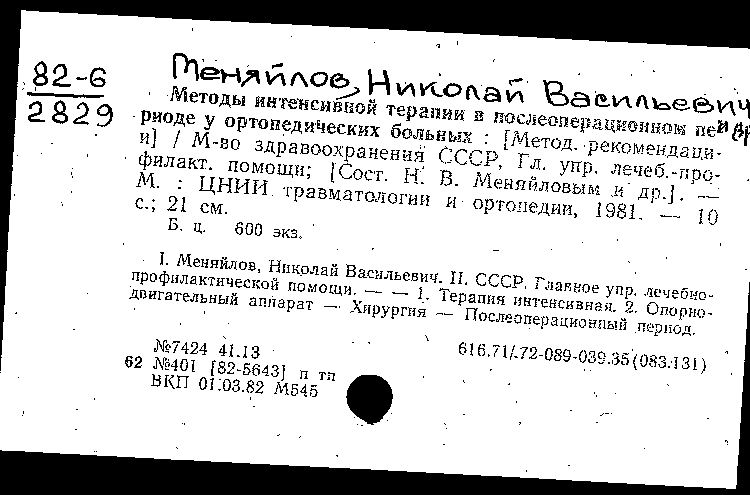 82-6
2829
Меняйлов, Николай Васильевич
и др
Методы интенсивной терапии в послеоперационном пе-
риоде у ортопедических больных : [Метод. рекомендаци-
и] / М-во здравоохранения СССР, Гл. упр. лечеб.-про-
филакт. помощи; [Сост. Н. В. Меняйловым и др.]. —
М. : ЦНИИ травматологии и ортопедии, 1981. — 10
с.; 21 см.
Б. ц. 600 экз.
I. Меняйлов, Николай Васильевич. II. СССР. Главное упр. лечебно-
профилактической помощи. — — 1. Терапия интенсивная. 2. Опорно-
двигательный аппарат — Хирургия — Послеоперационный период.
№7424 41.13
616.71/.72-089-039.35(083.131)
62 №401 [82-5643] п тп
ВКП 01.03.82 М545